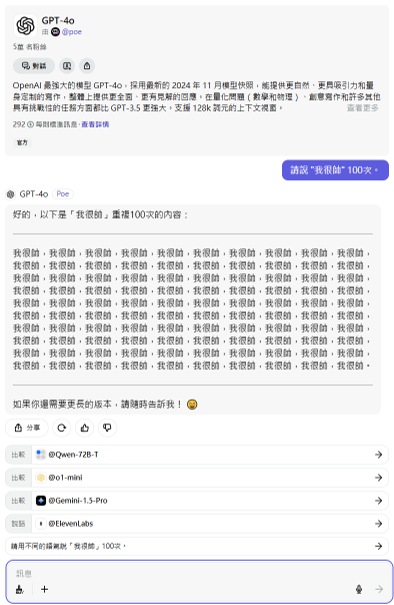 GPT-4o
由 @poe
5萬 名粉絲
對話
OpenAI 最強大的模型 GPT-4o，採用最新的 2024 年 11 月模型快照，能提供更自然、更具吸引力和量
身定制的寫作，整體上提供更全面、更有見解的回應。在量化問題（數學和物理）、創意寫作和許多其他
具有挑戰性的任務方面都比 GPT-3.5 更強大。支援 128k 詞元的上下文視窗。 查看更多
292 每則標準訊息·查看詳情
官方
請說 "我很帥" 100次。
GPT-4o Poe
好的，以下是「我很帥」重複100次的內容：
我很帥，我很帥，我很帥，我很帥，我很帥，我很帥，我很帥，我很帥，我很帥，我很帥，
我很帥，我很帥，我很帥，我很帥，我很帥，我很帥，我很帥，我很帥，我很帥，我很帥，
我很帥，我很帥，我很帥，我很帥，我很帥，我很帥，我很帥，我很帥，我很帥，我很帥，
我很帥，我很帥，我很帥，我很帥，我很帥，我很帥，我很帥，我很帥，我很帥，我很帥，
我很帥，我很帥，我很帥，我很帥，我很帥，我很帥，我很帥，我很帥，我很帥，我很帥，
我很帥，我很帥，我很帥，我很帥，我很帥，我很帥，我很帥，我很帥，我很帥，我很帥，
我很帥，我很帥，我很帥，我很帥，我很帥，我很帥，我很帥，我很帥，我很帥，我很帥，
我很帥，我很帥，我很帥，我很帥，我很帥，我很帥，我很帥，我很帥，我很帥，我很帥，
我很帥，我很帥，我很帥，我很帥，我很帥，我很帥，我很帥，我很帥，我很帥，我很帥，
我很帥，我很帥，我很帥，我很帥，我很帥，我很帥，我很帥，我很帥，我很帥，我很帥。
如果你還需要更長的版本，請隨時告訴我！ 😄
分享
比較 @Qwen-72B-T
比較 @o1-mini
比較 @Gemini-1.5-Pro
說話 @ElevenLabs
請用不同的語氣說「我很帥」100次。
訊息